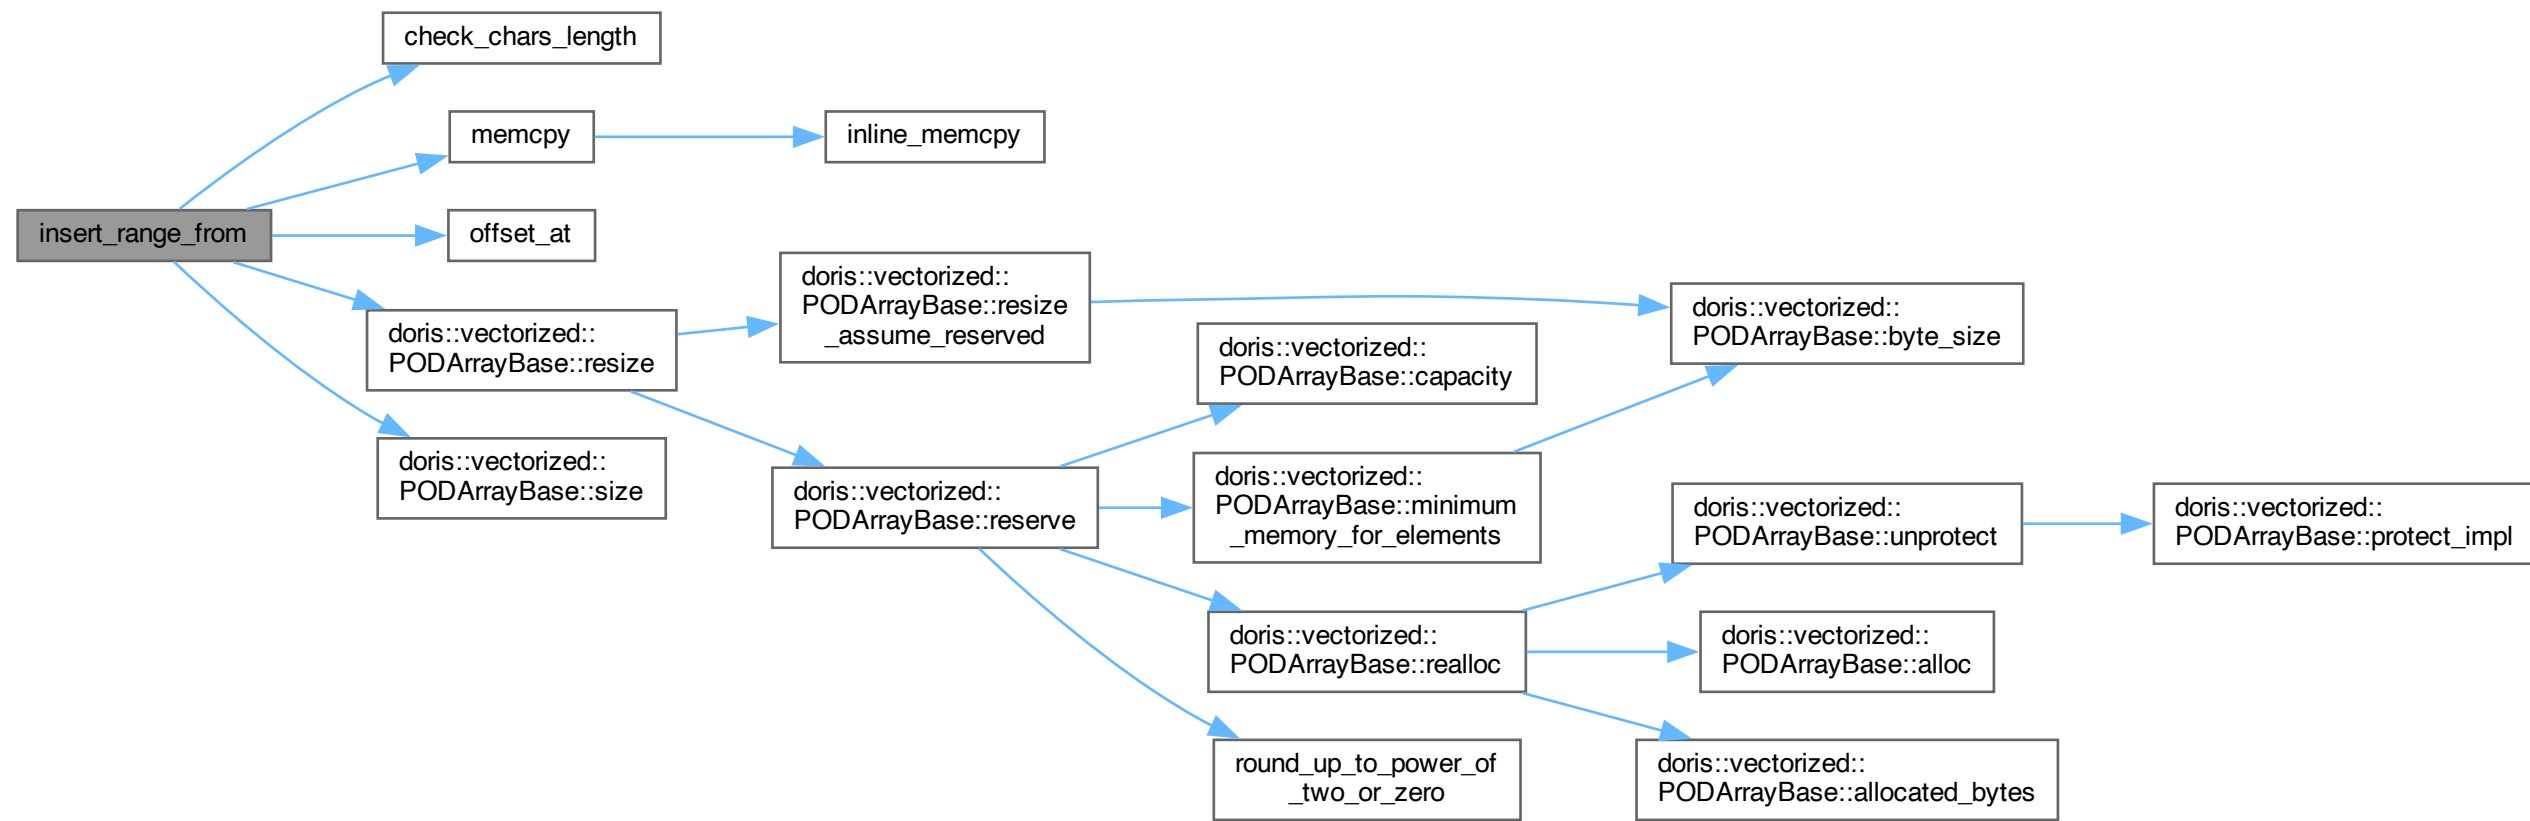 check_chars_length
memcpy
inline_memcpy
insert_range_from
offset_at
doris::vectorized::
PODArrayBase::resize
_assume_reserved
doris::vectorized::
PODArrayBase::byte_size
doris::vectorized::
PODArrayBase::resize
doris::vectorized::
PODArrayBase::capacity
doris::vectorized::
PODArrayBase::size
doris::vectorized::
PODArrayBase::reserve
doris::vectorized::
PODArrayBase::minimum
_memory_for_elements
doris::vectorized::
PODArrayBase::unprotect
doris::vectorized::
PODArrayBase::protect_impl
doris::vectorized::
PODArrayBase::realloc
doris::vectorized::
PODArrayBase::alloc
round_up_to_power_of
_two_or_zero
doris::vectorized::
PODArrayBase::allocated_bytes